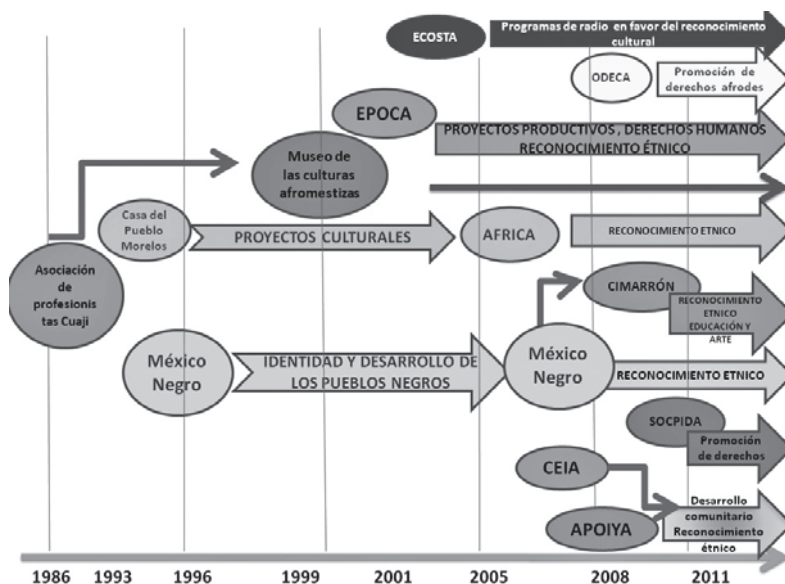 ECOSTA
Programas de radio en favor del reconocimiento
cultural
ODECA
Promoción de
derechos afrodes
EPOCA
PROYECTOS PRODUCTIVOS , DERECHOS HUMANOS
RECONOCIMIENTO ÉTNICO
Museo de
las culturas
afromestizas
Casa del
Pueblo
Morelos
PROYECTOS CULTURALES
AFRICA
RECONOCIMIENTO ETNICO
Asociación
de
profesionis
tas Cuaji
CIMARRÓN
RECONOCIMIENTO
ETNICO
EDUCACIÓN Y
ARTE
México
Negro
IDENTIDAD Y DESARROLLO DE
LOS PUEBLOS NEGROS
México
Negro
RECONOCIMIENTO ETNICO
SOCPIDA
Promoción
de derechos
CEIA
APOIYA
Desarrollo
comunitario
Reconocimiento
étnico
1986 1993 1996 1999 2001 2005 2008 2011